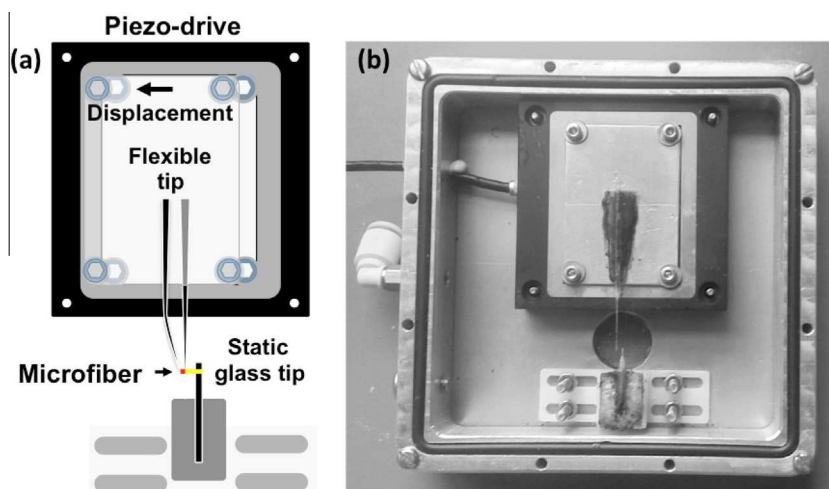 Piezo-drive
(a)
Displacement
Flexible
tip
Microfiber
Static
glass tip
(b)